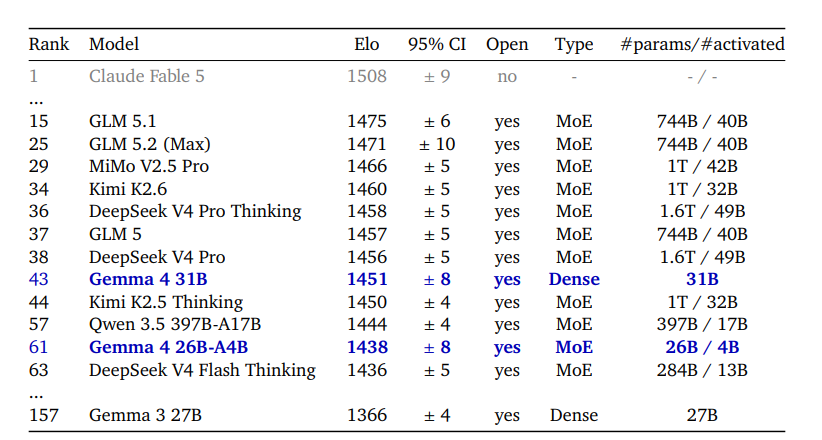 Rank Model Elo 95% CI Open Type #params/#activated
1 Claude Fable 5 1508 ± 9 no - - / -
...
15 GLM 5.1 1475 ± 6 yes MoE 744B / 40B
25 GLM 5.2 (Max) 1471 ± 10 yes MoE 744B / 40B
29 MiMo V2.5 Pro 1466 ± 5 yes MoE 1T / 42B
34 Kimi K2.6 1460 ± 5 yes MoE 1T / 32B
36 DeepSeek V4 Pro Thinking 1458 ± 5 yes MoE 1.6T / 49B
37 GLM 5 1457 ± 5 yes MoE 744B / 40B
38 DeepSeek V4 Pro 1456 ± 5 yes MoE 1.6T / 49B
43 Gemma 4 31B 1451 ± 8 yes Dense 31B
44 Kimi K2.5 Thinking 1450 ± 4 yes MoE 1T / 32B
57 Qwen 3.5 397B-A17B 1444 ± 4 yes MoE 397B / 17B
61 Gemma 4 26B-A4B 1438 ± 8 yes MoE 26B / 4B
63 DeepSeek V4 Flash Thinking 1436 ± 5 yes MoE 284B / 13B
...
157 Gemma 3 27B 1366 ± 4 yes Dense 27B